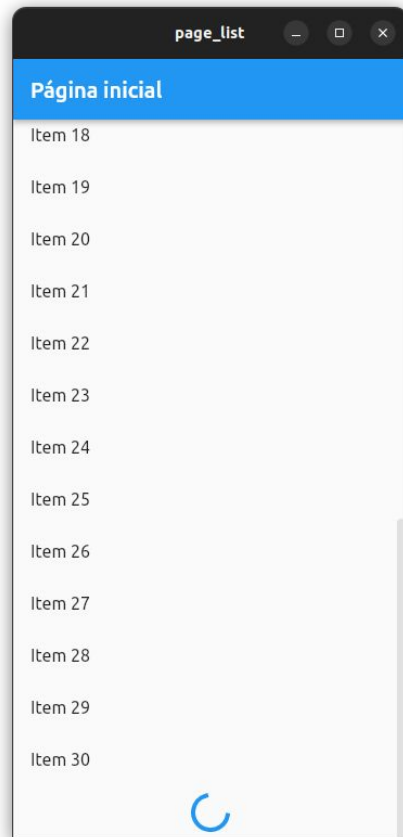 page_list
Página inicial
Item 18
Item 19
Item 20
Item 21
Item 22
Item 23
Item 24
Item 25
Item 26
Item 27
Item 28
Item 29
Item 30